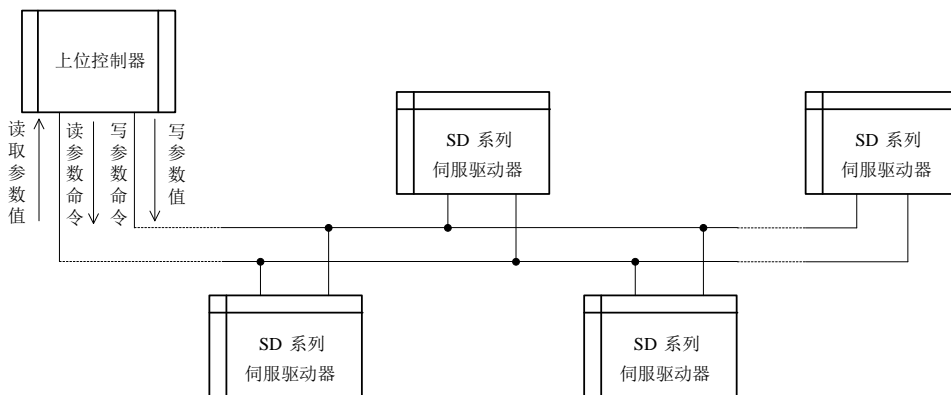 上位控制器
读取参数值
读参数命令
写参数命令
写参数值
SD 系列
伺服驱动器
SD 系列
伺服驱动器
SD 系列
伺服驱动器
SD 系列
伺服驱动器